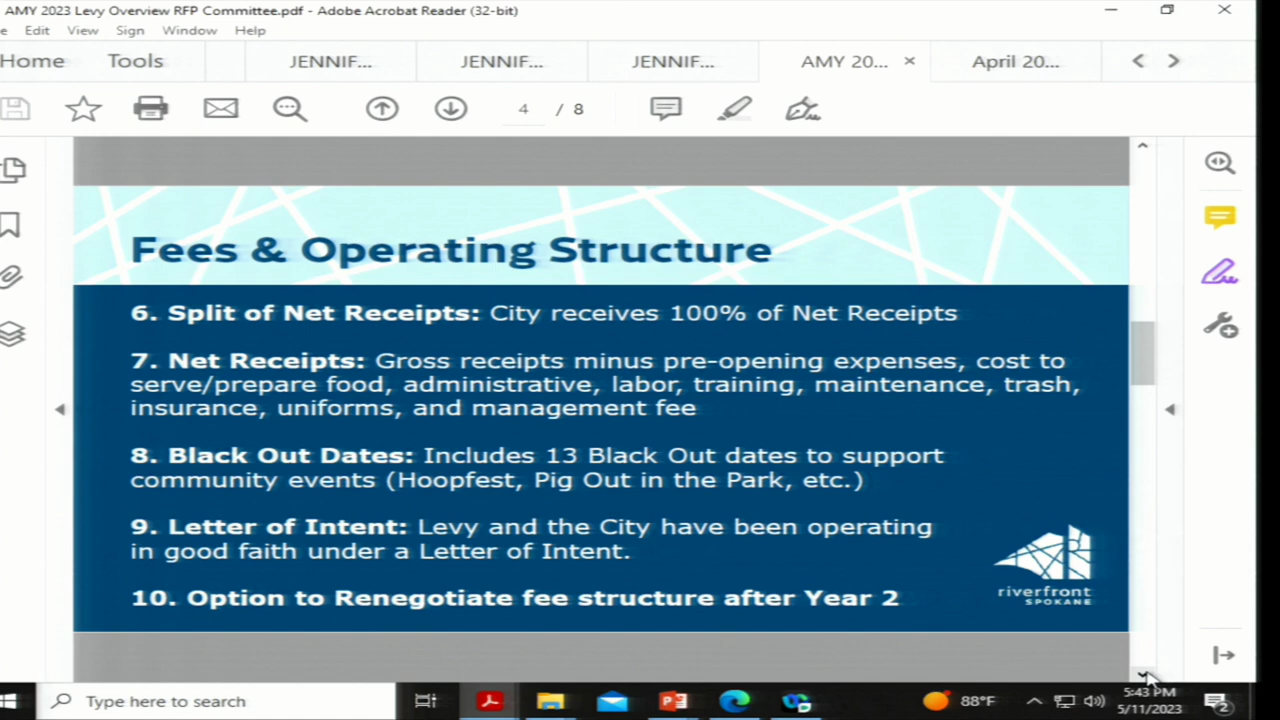 AMY 2023 Levy Overview RFP Committee.pdf - Adobe Acrobat Reader (32-bit)
Edit View Sign Window Help
Home Tools JENNIF... JENNIF... JENNIF... AMY 20... × April 20...
4 / 8
Fees & Operating Structure
6. Split of Net Receipts: City receives 100% of Net Receipts
7. Net Receipts: Gross receipts minus pre-opening expenses, cost to
serve/prepare food, administrative, labor, training, maintenance, trash,
insurance, uniforms, and management fee
8. Black Out Dates: Includes 13 Black Out dates to support
community events (Hoopfest, Pig Out in the Park, etc.)
9. Letter of Intent: Levy and the City have been operating
in good faith under a Letter of Intent.
10. Option to Renegotiate fee structure after Year 2
riverfront
SPOKANE
Type here to search
88°F
5:43 PM
5/11/2023
2